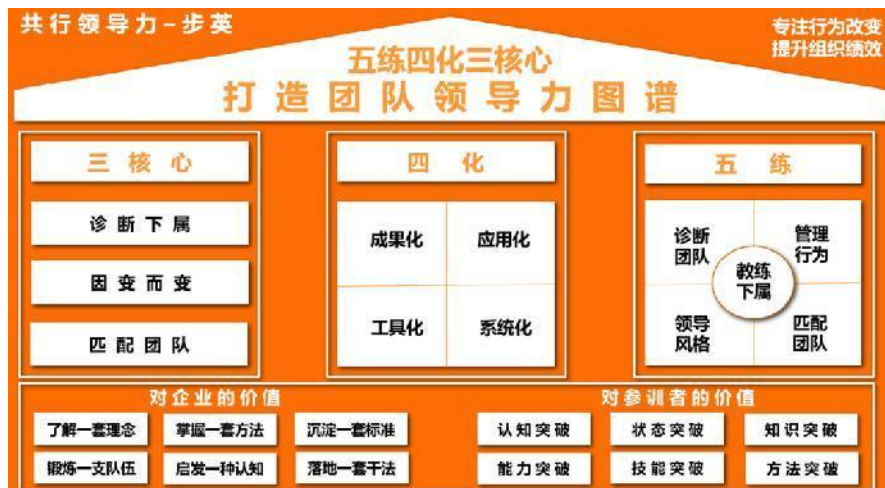 共行领导力-步英
专注行为改变
提升组织绩效
五练四化三核心
打造团队领导力图谱
三核心
诊断下属
因变而变
匹配团队
四化
成果化
应用化
工具化
系统化
五练
诊断
团队
管理
行为
教练
下属
领导
风格
匹配
团队
对企业的价值
了解一套理念
掌握一套方法
沉淀一套标准
锻炼一支队伍
启发一种认知
落地一套干法
对参训者的价值
认知突破
状态突破
知识突破
能力突破
技能突破
方法突破